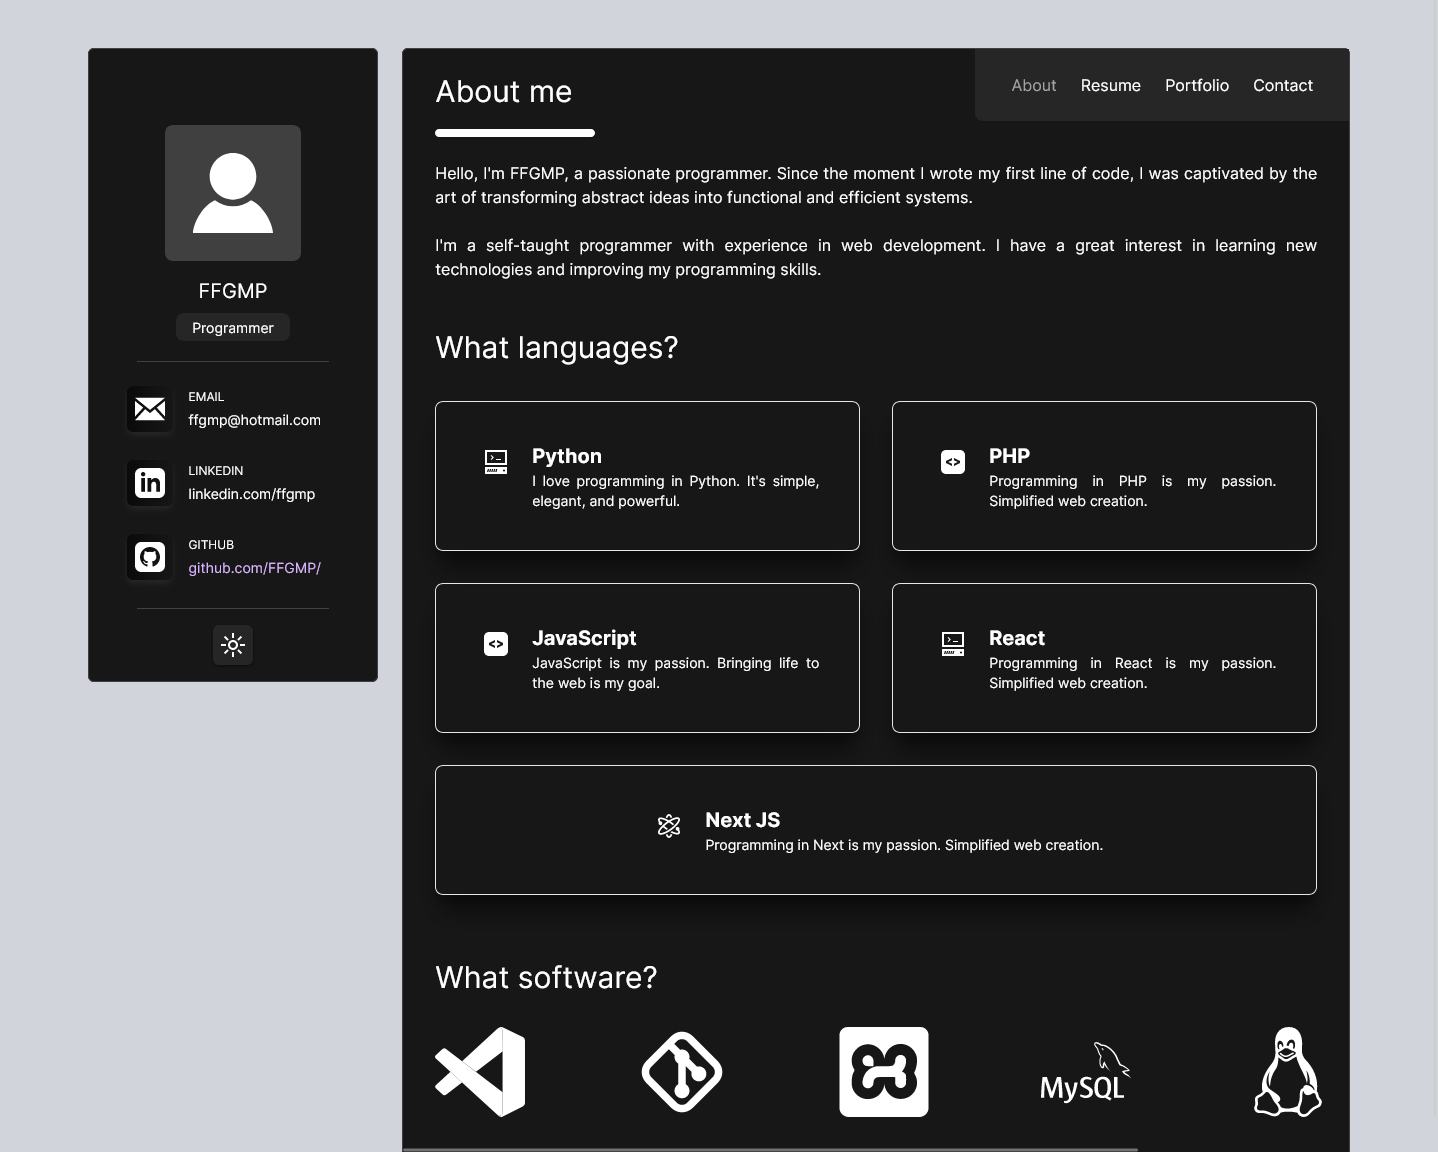 FFGMP
Programmer
EMAIL
ffgmp@hotmail.com
LINKEDIN
linkedin.com/ffgmp
GITHUB
github.com/FFGMP/
About Resume Portfolio Contact
About me
Hello, I'm FFGMP, a passionate programmer. Since the moment I wrote my first line of code, I was captivated by the
art of transforming abstract ideas into functional and efficient systems.
I'm a self-taught programmer with experience in web development. I have a great interest in learning new
technologies and improving my programming skills.
What languages?
Python
I love programming in Python. It's simple,
elegant, and powerful.
PHP
Programming in PHP is my passion.
Simplified web creation.
JavaScript
JavaScript is my passion. Bringing life to
the web is my goal.
React
Programming in React is my passion.
Simplified web creation.
Next JS
Programming in Next is my passion. Simplified web creation.
What software?
MySQL